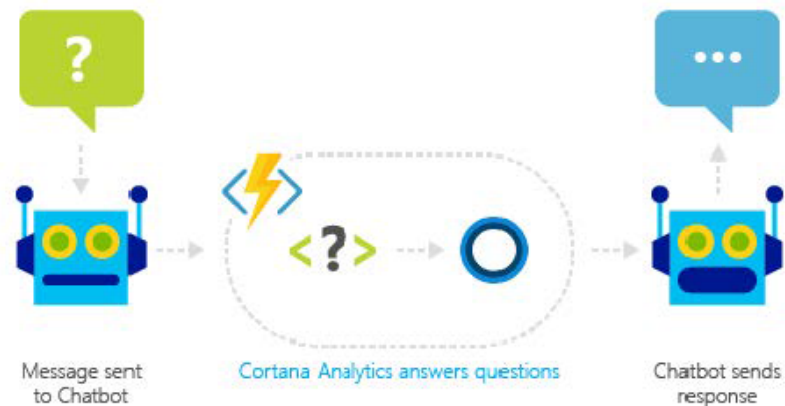 ?
...
<?>
Message sent
to Chatbot
Cortana Analytics answers questions
Chatbot sends
response